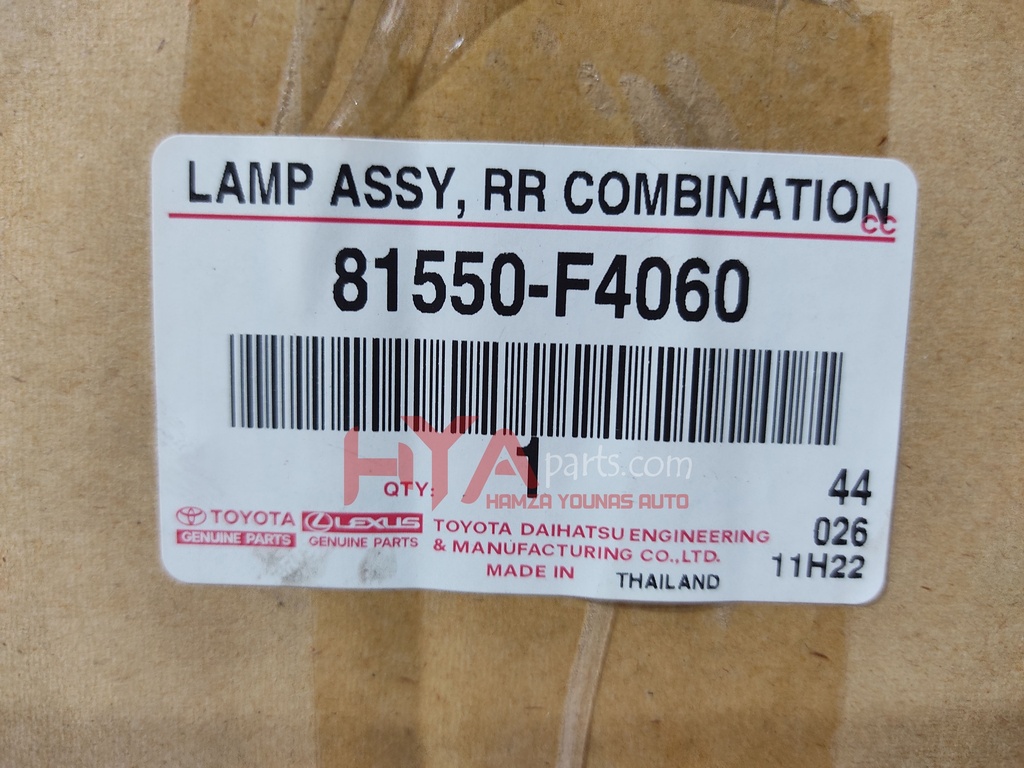 LAMP ASSY, RR COMBINATION
CC
81550-F4060
1
QTY:
HYAparts.com
HAMZA YOUNAS AUTO
44
TOYOTA
GENUINE PARTS
LEXUS
GENUINE PARTS
TOYOTA DAIHATSU ENGINEERING
& MANUFACTURING CO.,LTD.
026
MADE IN THAILAND
11H22